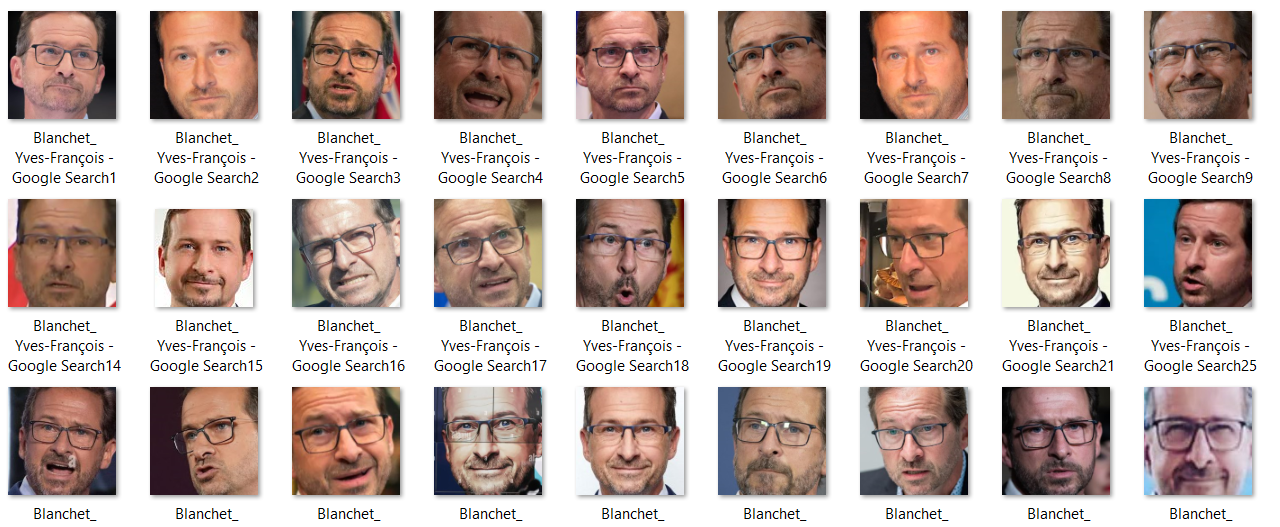 Blanchet_
Yves-François -
Google Search1
Blanchet_
Yves-François -
Google Search2
Blanchet_
Yves-François -
Google Search3
Blanchet_
Yves-François -
Google Search4
Blanchet_
Yves-François -
Google Search5
Blanchet_
Yves-François -
Google Search6
Blanchet_
Yves-François -
Google Search7
Blanchet_
Yves-François -
Google Search8
Blanchet_
Yves-François -
Google Search9
Blanchet_
Yves-François -
Google Search14
Blanchet_
Yves-François -
Google Search15
Blanchet_
Yves-François -
Google Search16
Blanchet_
Yves-François -
Google Search17
Blanchet_
Yves-François -
Google Search18
Blanchet_
Yves-François -
Google Search19
Blanchet_
Yves-François -
Google Search20
Blanchet_
Yves-François -
Google Search21
Blanchet_
Yves-François -
Google Search25
Blanchet_
Blanchet_
Blanchet_
Blanchet_
Blanchet_
Blanchet_
Blanchet_
Blanchet_
Blanchet_